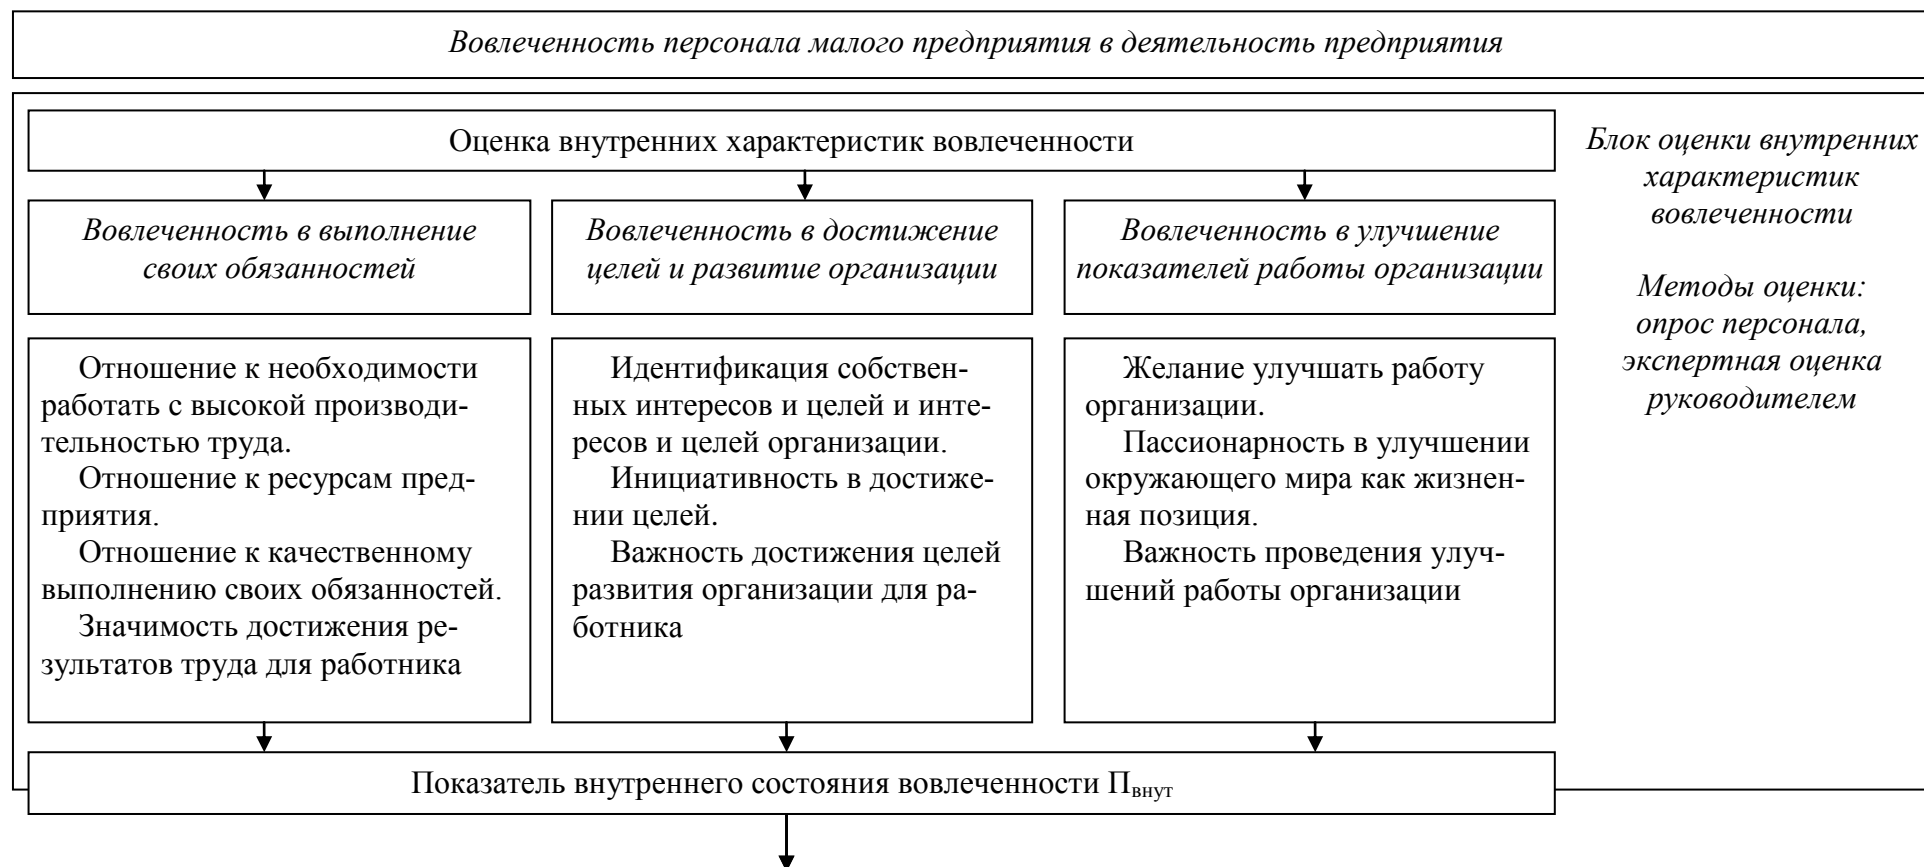 Вовлеченность персонала малого предприятия в деятельность предприятия
Оценка внутренних характеристик вовлеченности
Вовлеченность в выполнение
своих обязанностей
Вовлеченность в достижение
целей и развитие организации
Вовлеченность в улучшение
показателей работы организации
Отношение к необходимости
работать с высокой производи-
тельностью труда.
Отношение к ресурсам пред-
приятия.
Отношение к качественному
выполнению своих обязанностей.
Значимость достижения ре-
зультатов труда для работника
Идентификация собствен-
ных интересов и целей и инте-
ресов и целей организации.
Инициативность в достиже-
нии целей.
Важность достижения целей
развития организации для ра-
ботника
Желание улучшать работу
организации.
Пассионарность в улучшении
окружающего мира как жизнен-
ная позиция.
Важность проведения улуч-
шений работы организации
Показатель внутреннего состояния вовлеченности Пвнут
Блок оценки внутренних
характеристик
вовлеченности
Методы оценки:
опрос персонала,
экспертная оценка
руководителем